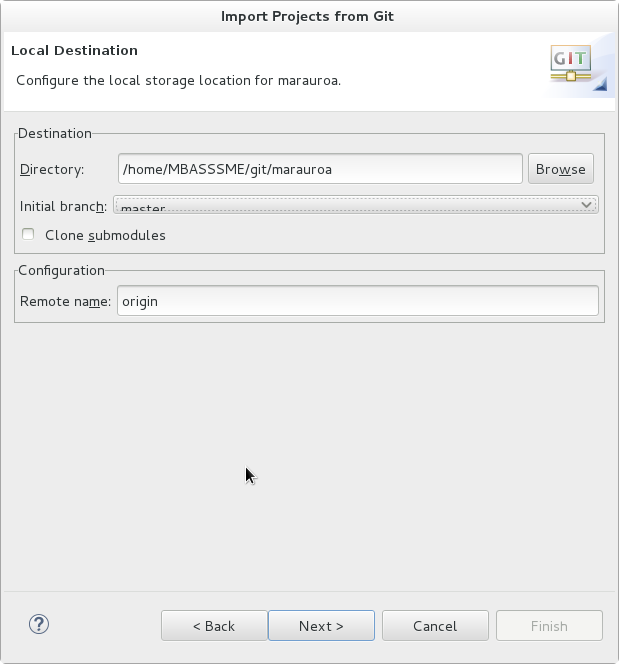 Import Projects from Git
Local Destination
Configure the local storage location for marauroa.
GIT
Destination
Directory: /home/MBASSSME/git/marauroa Browse
Initial branch: master
Clone submodules
Configuration
Remote name: origin
? < Back Next > Cancel Finish